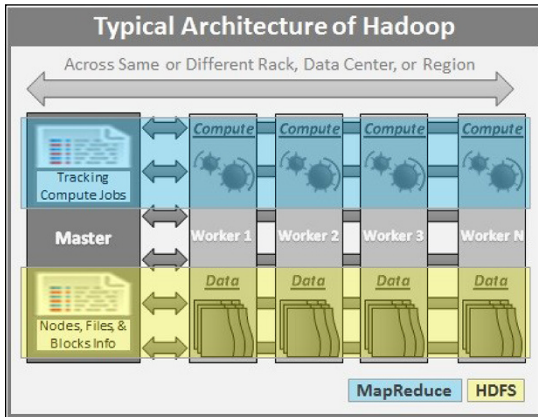 Typical Architecture of Hadoop
Across Same or Different Rack, Data Center, or Region
Compute Compute Compute Compute
Tracking
Compute Jobs
Master Worker 1 Worker 2 Worker 3 Worker N
Data Data Data Data
Nodes, Files, &
Blocks Info
MapReduce HDFS